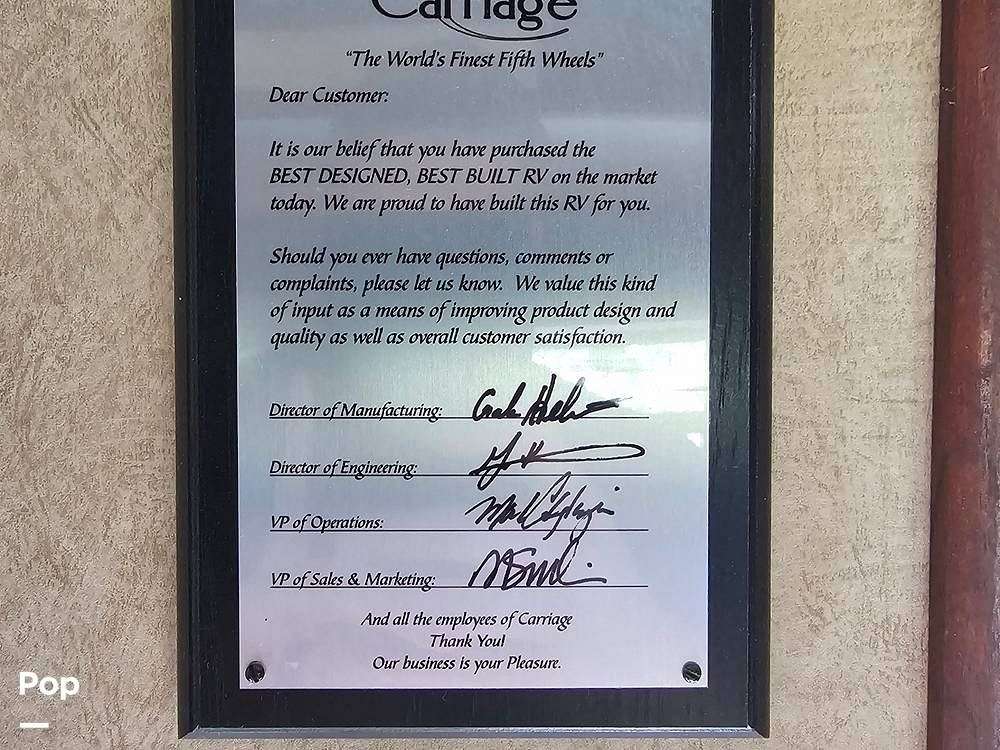 Carriage
"The World's Finest Fifth Wheels"
Dear Customer:
It is our belief that you have purchased the
BEST DESIGNED, BEST BUILT RV on the market
today. We are proud to have built this RV for you.
Should you ever have questions, comments or
complaints, please let us know. We value this kind
of input as a means of improving product design and
quality as well as overall customer satisfaction.
Director of Manufacturing:
Director of Engineering:
VP of Operations:
VP of Sales & Marketing:
And all the employees of Carriage
Thank You!
Our business is your Pleasure.
Pop